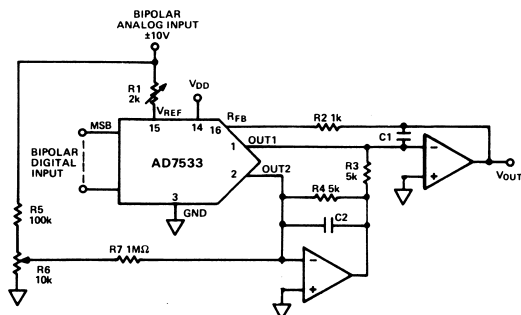 BIPOLAR
ANALOG INPUT
±10V
R1
2k
VREF
VDD
RFB
R2 1k
C1
MSB
15
14
16
OUT1
1
BIPOLAR
DIGITAL
INPUT
AD7533
OUT2
2
R3
5k
VOUT
R4 5k
3
GND
C2
R5
100k
R7 1MΩ
R6
10k
−
+
−
+